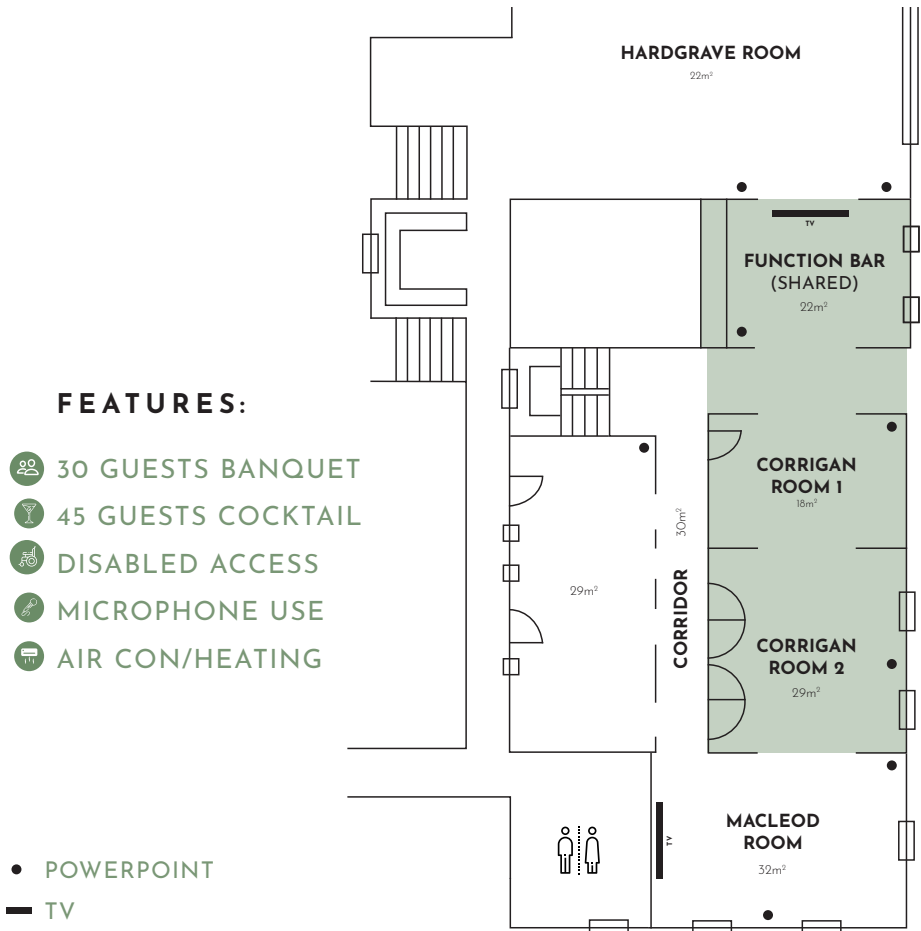 HARDGRAVE ROOM
22m²
TV
FUNCTION BAR
(SHARED)
22m²
FEATURES:
30 GUESTS BANQUET
45 GUESTS COCKTAIL
DISABLED ACCESS
MICROPHONE USE
AIR CON/HEATING
CORRIGAN
ROOM 1
18m²
30m²
CORRIDOR
29m²
CORRIGAN
ROOM 2
29m²
MACLEOD
ROOM
32m²
TV
POWERPOINT
TV